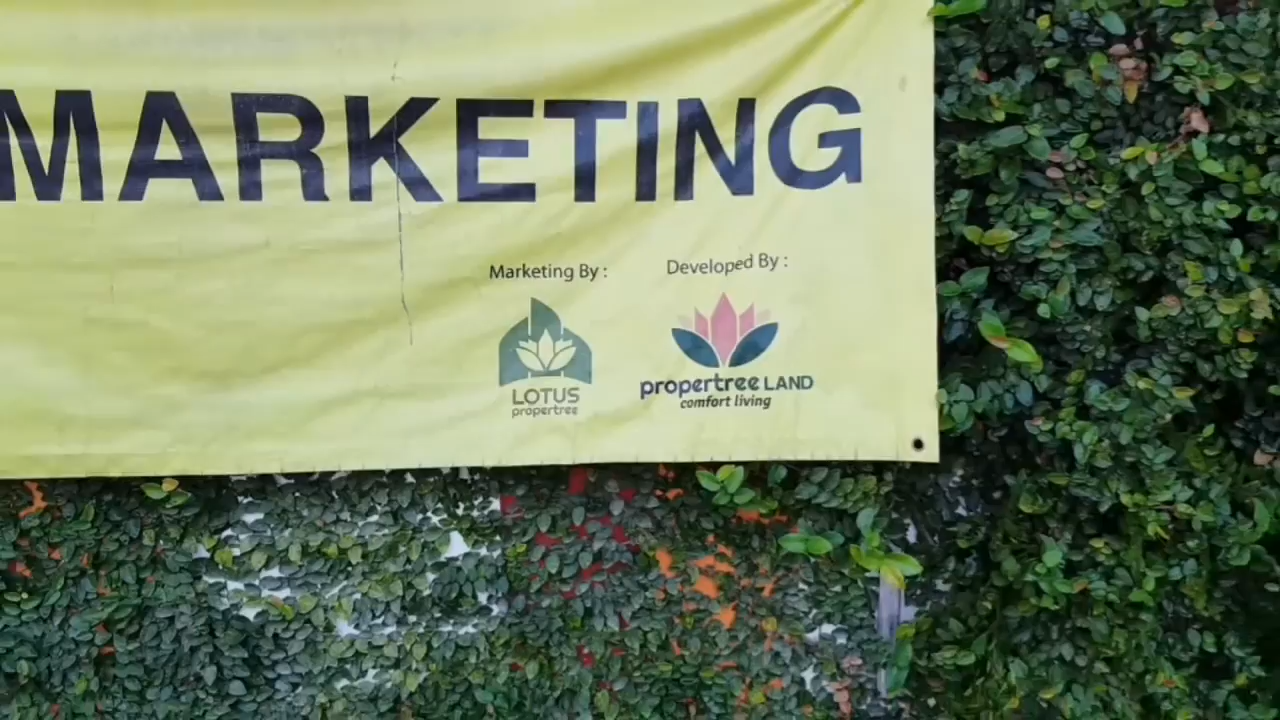 MARKETING
Marketing By :
Developed By :
LOTUS
propertree
propertree LAND
comfort living